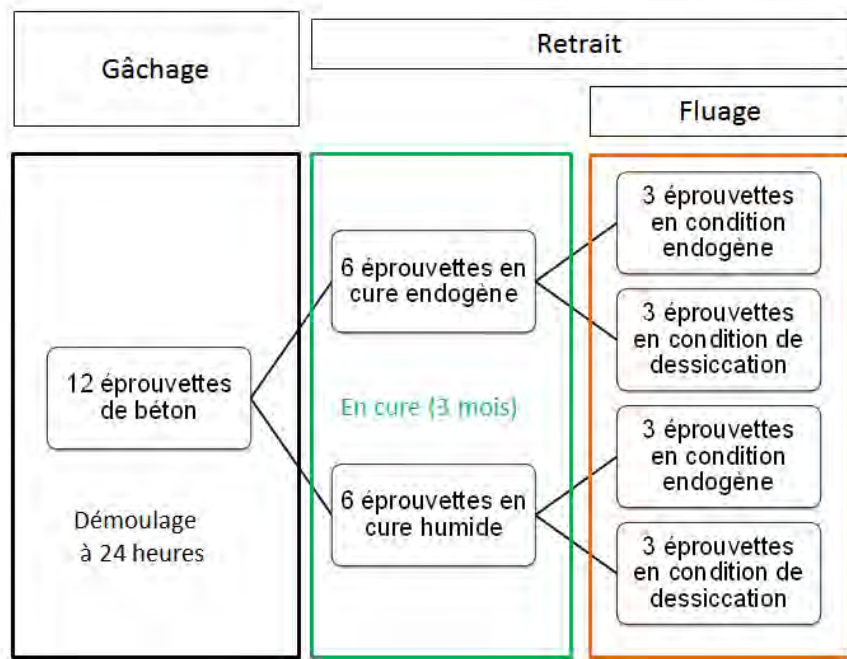 Gâchage
Retrait
Fluage
12 éprouvettes
de béton
Démoulage
à 24 heures
6 éprouvettes en
cure endogène
En cure (3 mois)
6 éprouvettes en
cure humide
3 éprouvettes
en condition
endogène
3 éprouvettes
en condition de
dessiccation
3 éprouvettes
en condition
endogène
3 éprouvettes
en condition de
dessiccation